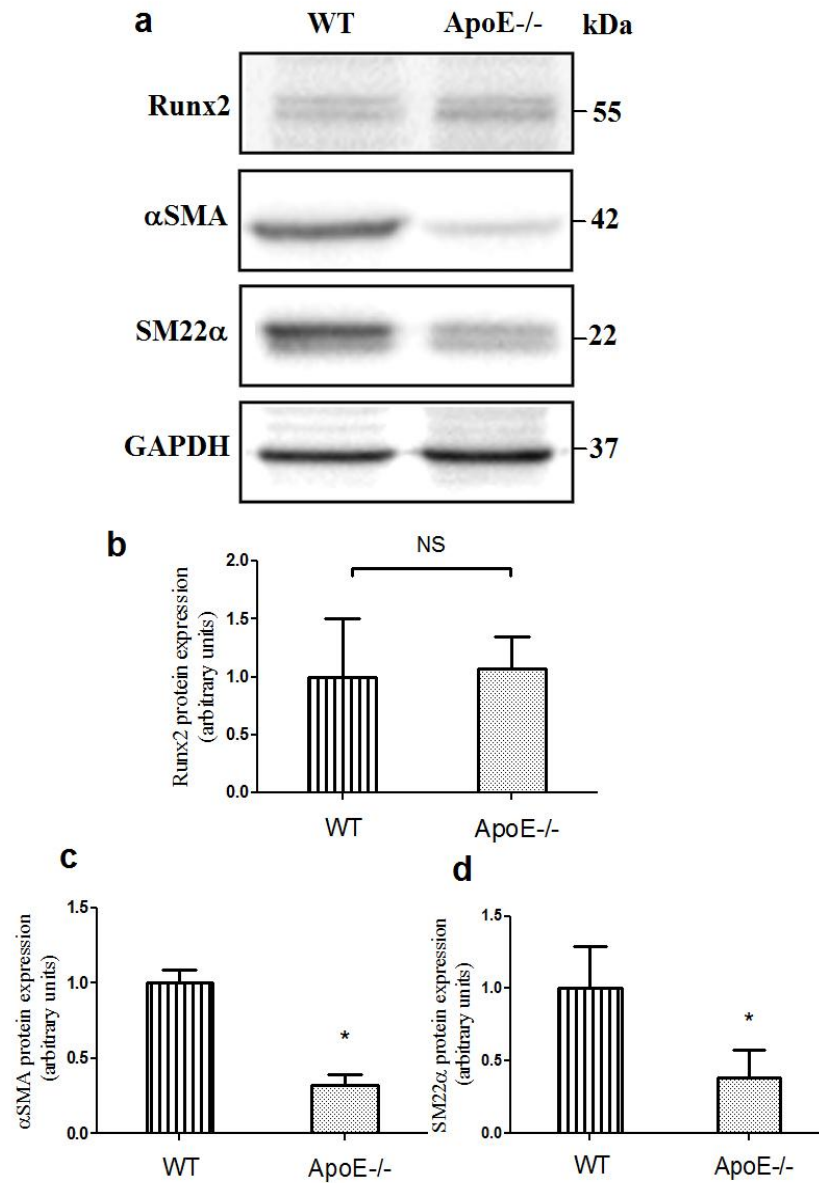 a WT ApoE-/- kDa
Runx2 55
αSMA 42
SM22α 22
GAPDH 37
b
NS
Runx2 protein expression
(arbitrary units)
2.0
1.5
1.0
0.5
0.0
WT ApoE-/-
c
αSMA protein expression
(arbitrary units)
1.5
1.0
0.5
0.0
*
WT ApoE-/-
d
SM22α protein expression
(arbitrary units)
1.5
1.0
0.5
0.0
*
WT ApoE-/-